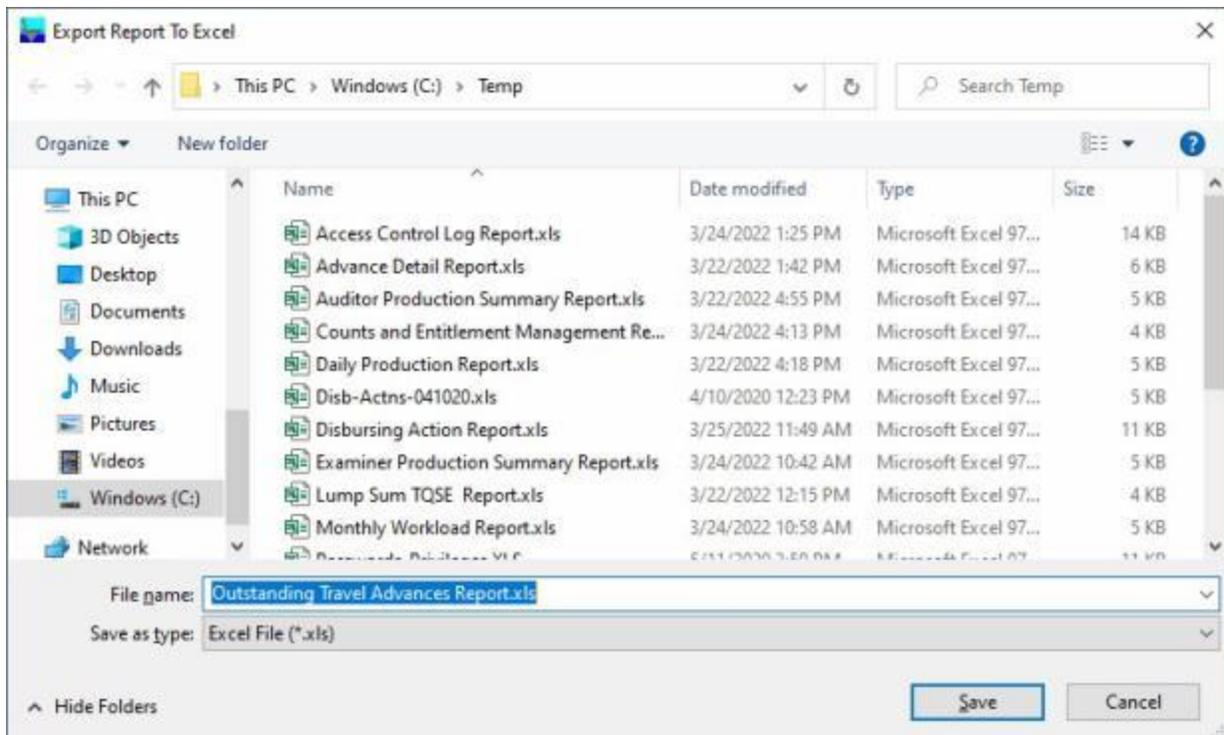 Export Report To Excel
This PC > Windows (C:) > Temp
Search Temp
Organize
New folder
Name Date modified Type Size
This PC
3D Objects
Desktop
Documents
Downloads
Music
Pictures
Videos
Windows (C:)
Network
Access Control Log Report.xls 3/24/2022 1:25 PM Microsoft Excel 97... 14 KB
Advance Detail Report.xls 3/22/2022 1:42 PM Microsoft Excel 97... 6 KB
Auditor Production Summary Report.xls 3/22/2022 4:55 PM Microsoft Excel 97... 5 KB
Counts and Entitlement Management Re... 3/24/2022 4:13 PM Microsoft Excel 97... 4 KB
Daily Production Report.xls 3/22/2022 4:18 PM Microsoft Excel 97... 5 KB
Disb-Actns-041020.xls 4/10/2020 12:23 PM Microsoft Excel 97... 5 KB
Disbursing Action Report.xls 3/25/2022 11:49 AM Microsoft Excel 97... 11 KB
Examiner Production Summary Report.xls 3/24/2022 10:42 AM Microsoft Excel 97... 5 KB
Lump Sum TQSE  Report.xls 3/22/2022 12:15 PM Microsoft Excel 97... 4 KB
Monthly Workload Report.xls 3/24/2022 10:58 AM Microsoft Excel 97... 5 KB
File name: Outstanding Travel Advances Report.xls
Save as type: Excel File (*.xls)
Hide Folders
Save
Cancel